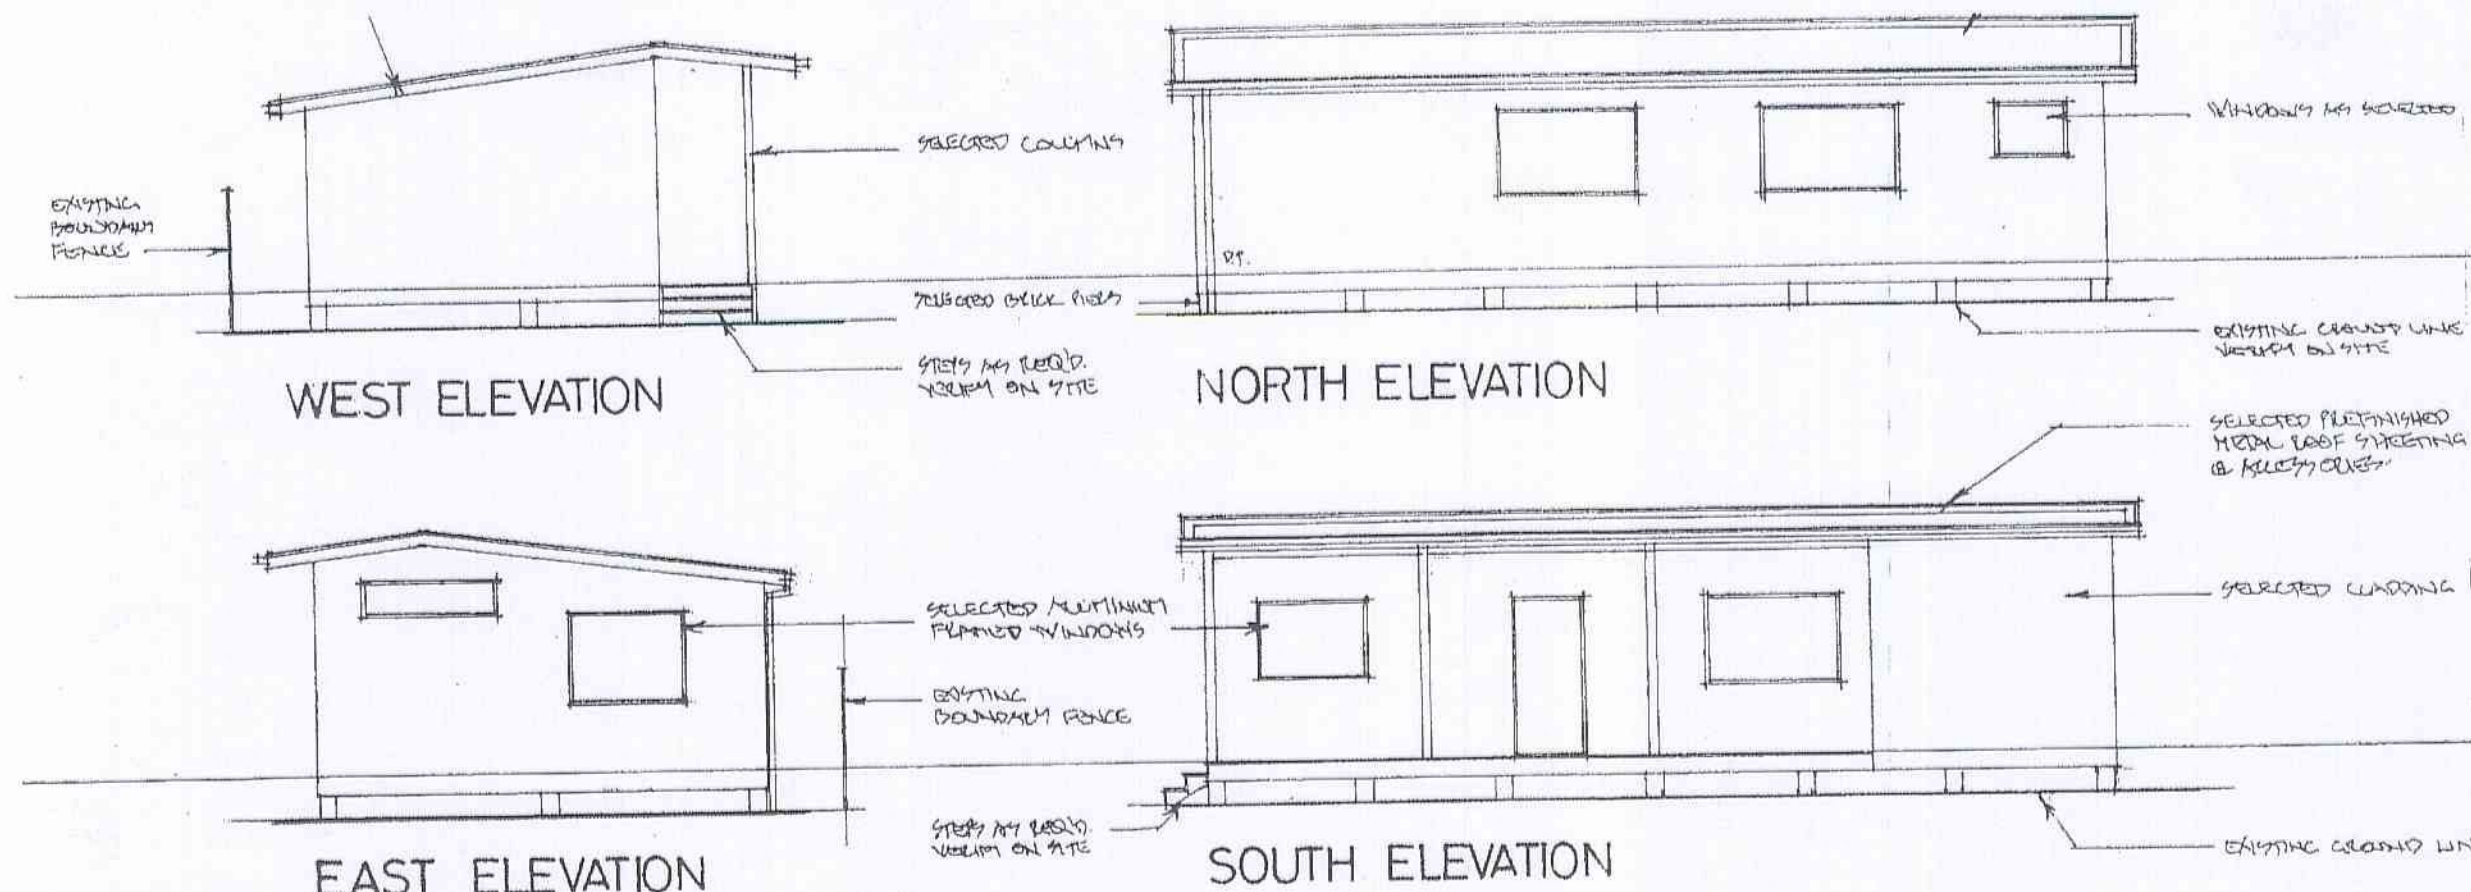 SELECTED COLUMNS
WINDOWS AS SELECTED
EXISTING
BOUNDARY
FENCE
D.P.
SELECTED BRICK PIERS
EXISTING GROUND LINE
VERIFY ON SITE
STEPS AS REQ'D.
VERIFY ON SITE
WEST ELEVATION
NORTH ELEVATION
SELECTED PREFINISHED
METAL ROOF SHEETING
& ACCESSORIES
SELECTED ALUMINIUM
FRAMED WINDOWS
SELECTED CLADDING
EXISTING
BOUNDARY FENCE
STEPS AS REQ'D.
VERIFY ON SITE
EXISTING GROUND LIN
EAST ELEVATION
SOUTH ELEVATION